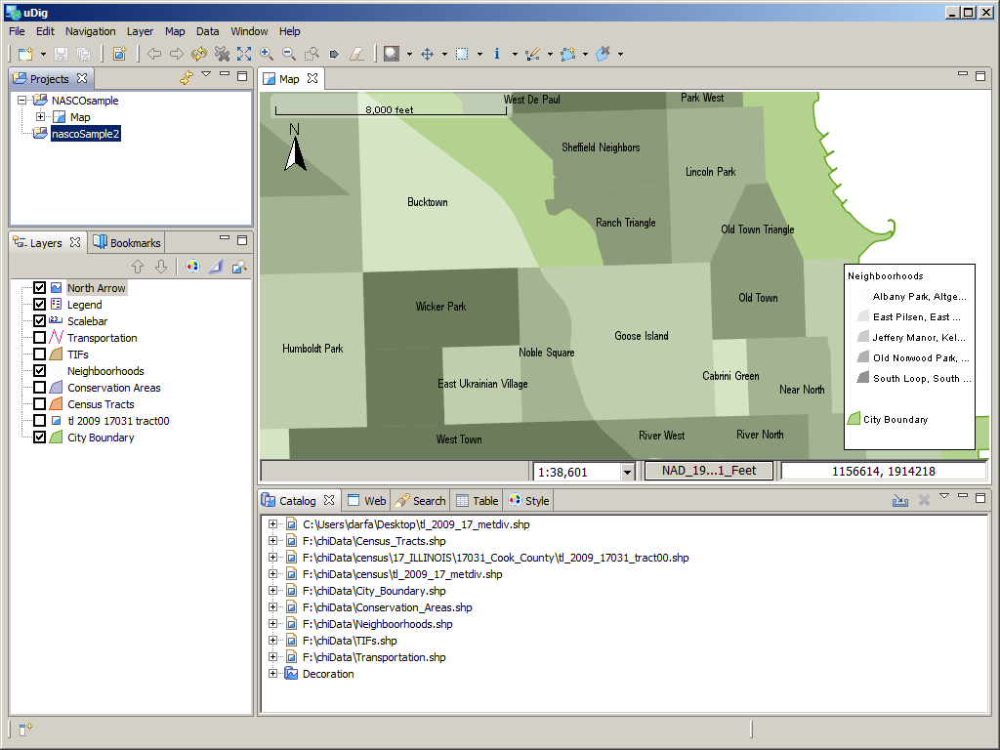 uDig
File Edit Navigation Layer Map Data Window Help
Projects
NASCOsample
Map
nascoSample2
Layers Bookmarks
North Arrow
Legend
Scalebar
Transportation
TIFs
Neighboorhoods
Conservation Areas
Census Tracts
tl 2009 17031 tract00
City Boundary
Map
8,000 feet
N
West De Paul
Park West
Sheffield Neighbors
Lincoln Park
Bucktown
Ranch Triangle
Old Town Triangle
Wicker Park
Old Town
Humboldt Park
Noble Square
Goose Island
East Ukrainian Village
Cabrini Green
Near North
West Town
River West
River North
Neighboorhoods
Albany Park, Altge...
East Pilsen, East ...
Jeffery Manor, Kel...
Old Norwood Park, ...
South Loop, South ...
City Boundary
1:38,601
NAD_19...1_Feet
1156614, 1914218
Catalog Web Search Table Style
C:\Users\darfa\Desktop\tl_2009_17_metdiv.shp
F:\chiData\Census_Tracts.shp
F:\chiData\census\17_ILLINOIS\17031_Cook_County\tl_2009_17031_tract00.shp
F:\chiData\census\tl_2009_17_metdiv.shp
F:\chiData\City_Boundary.shp
F:\chiData\Conservation_Areas.shp
F:\chiData\Neighboorhoods.shp
F:\chiData\TIFs.shp
F:\chiData\Transportation.shp
Decoration